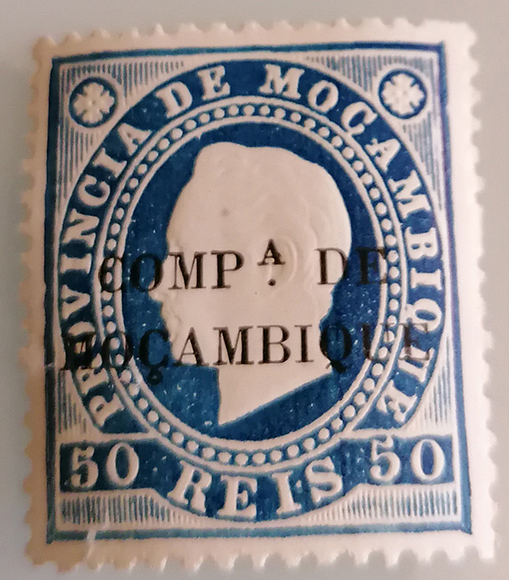 PROVINCIA DE MOÇAMBIQUE
COMPᴬ. DE
MOÇAMBIQUE
50 REIS 50